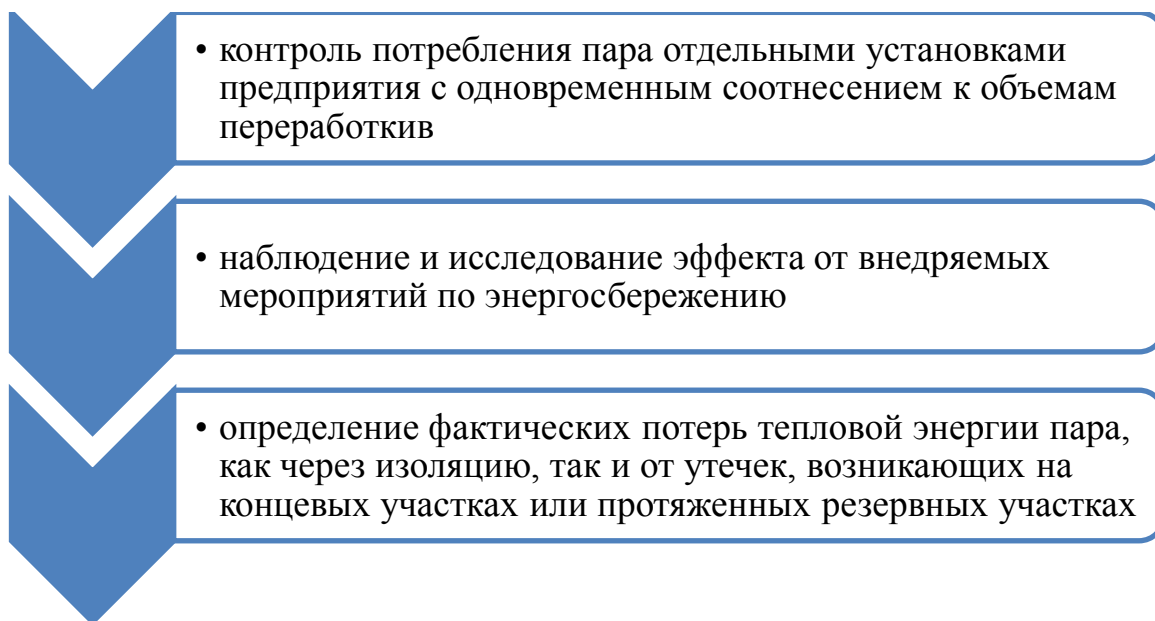 • контроль потребления пара отдельными установками
предприятия с одновременным соотнесением к объемам
переработкив
• наблюдение и исследование эффекта от внедряемых
мероприятий по энергосбережению
• определение фактических потерь тепловой энергии пара,
как через изоляцию, так и от утечек, возникающих на
концевых участках или протяженных резервных участках